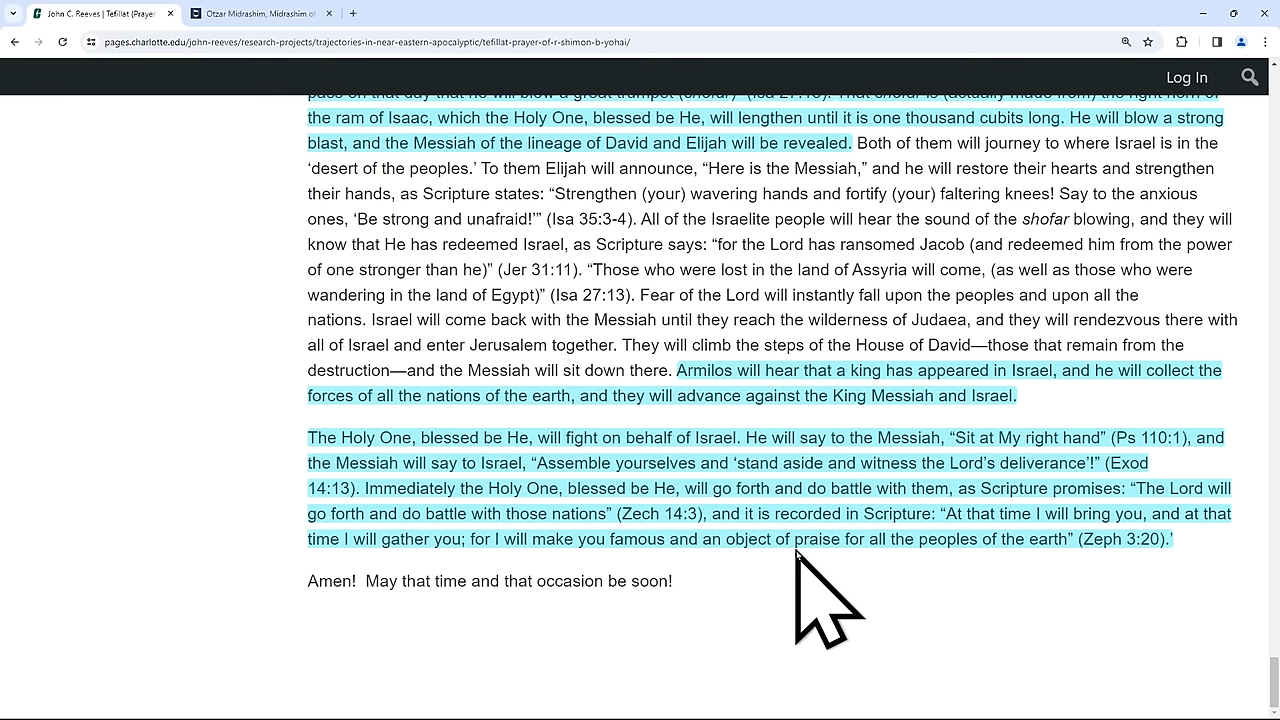 John C. Reeves | Tefillat (Prayer
Otzar Midrashim, Midrashim of
pages.charlotte.edu/john-reeves/research-projects/trajectories-in-near-eastern-apocalyptic/tefillat-prayer-of-r-shimon-b-yohai/
Log In
the ram of Isaac, which the Holy One, blessed be He, will lengthen until it is one thousand cubits long. He will blow a strong
blast, and the Messiah of the lineage of David and Elijah will be revealed. Both of them will journey to where Israel is in the
‘desert of the peoples.’ To them Elijah will announce, “Here is the Messiah,” and he will restore their hearts and strengthen
their hands, as Scripture states: “Strengthen (your) wavering hands and fortify (your) faltering knees! Say to the anxious
ones, ‘Be strong and unafraid!’” (Isa 35:3-4). All of the Israelite people will hear the sound of the shofar blowing, and they will
know that He has redeemed Israel, as Scripture says: “for the Lord has ransomed Jacob (and redeemed him from the power
of one stronger than he)” (Jer 31:11). “Those who were lost in the land of Assyria will come, (as well as those who were
wandering in the land of Egypt)” (Isa 27:13). Fear of the Lord will instantly fall upon the peoples and upon all the
nations. Israel will come back with the Messiah until they reach the wilderness of Judaea, and they will rendezvous there with
all of Israel and enter Jerusalem together. They will climb the steps of the House of David—those that remain from the
destruction—and the Messiah will sit down there. Armilos will hear that a king has appeared in Israel, and he will collect the
forces of all the nations of the earth, and they will advance against the King Messiah and Israel.
The Holy One, blessed be He, will fight on behalf of Israel. He will say to the Messiah, “Sit at My right hand” (Ps 110:1), and
the Messiah will say to Israel, “Assemble yourselves and ‘stand aside and witness the Lord’s deliverance’!” (Exod
14:13). Immediately the Holy One, blessed be He, will go forth and do battle with them, as Scripture promises: “The Lord will
go forth and do battle with those nations” (Zech 14:3), and it is recorded in Scripture: “At that time I will bring you, and at that
time I will gather you; for I will make you famous and an object of praise for all the peoples of the earth” (Zeph 3:20).’
Amen! May that time and that occasion be soon!